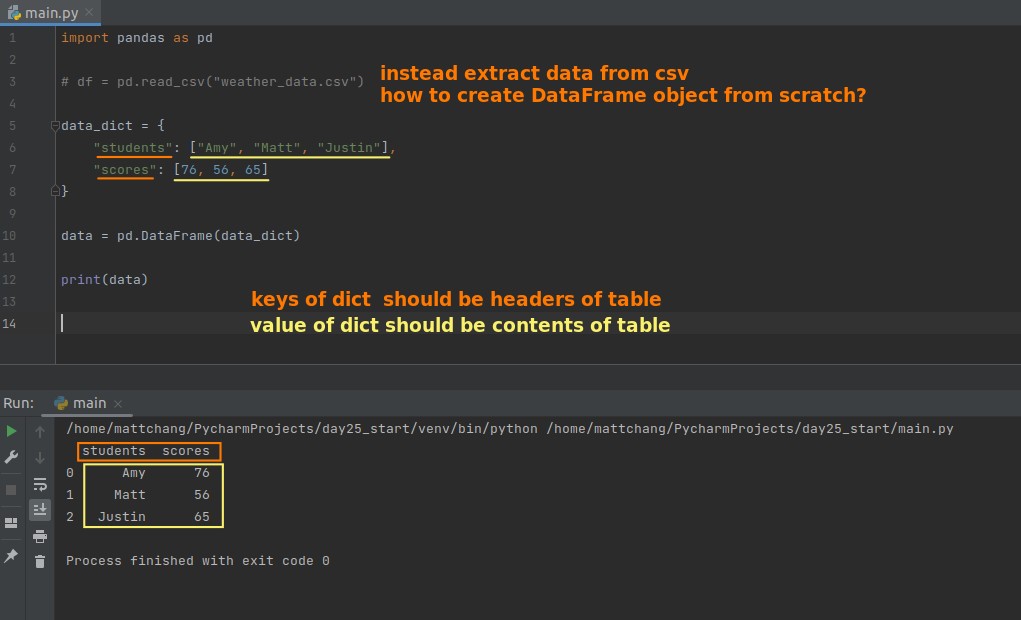 main.py
1 import pandas as pd
2
3 # df = pd.read_csv("weather_data.csv")
instead extract data from csv
how to create DataFrame object from scratch?
4
5 data_dict = {
6 "students": ["Amy", "Matt", "Justin"],
7 "scores": [76, 56, 65]
8 }
9
10 data = pd.DataFrame(data_dict)
11
12 print(data)
13
keys of dict  should be headers of table
14
value of dict should be contents of table
Run: main
/home/mattchang/PycharmProjects/day25_start/venv/bin/python /home/mattchang/PycharmProjects/day25_start/main.py
students scores
0 Amy 76
1 Matt 56
2 Justin 65
Process finished with exit code 0